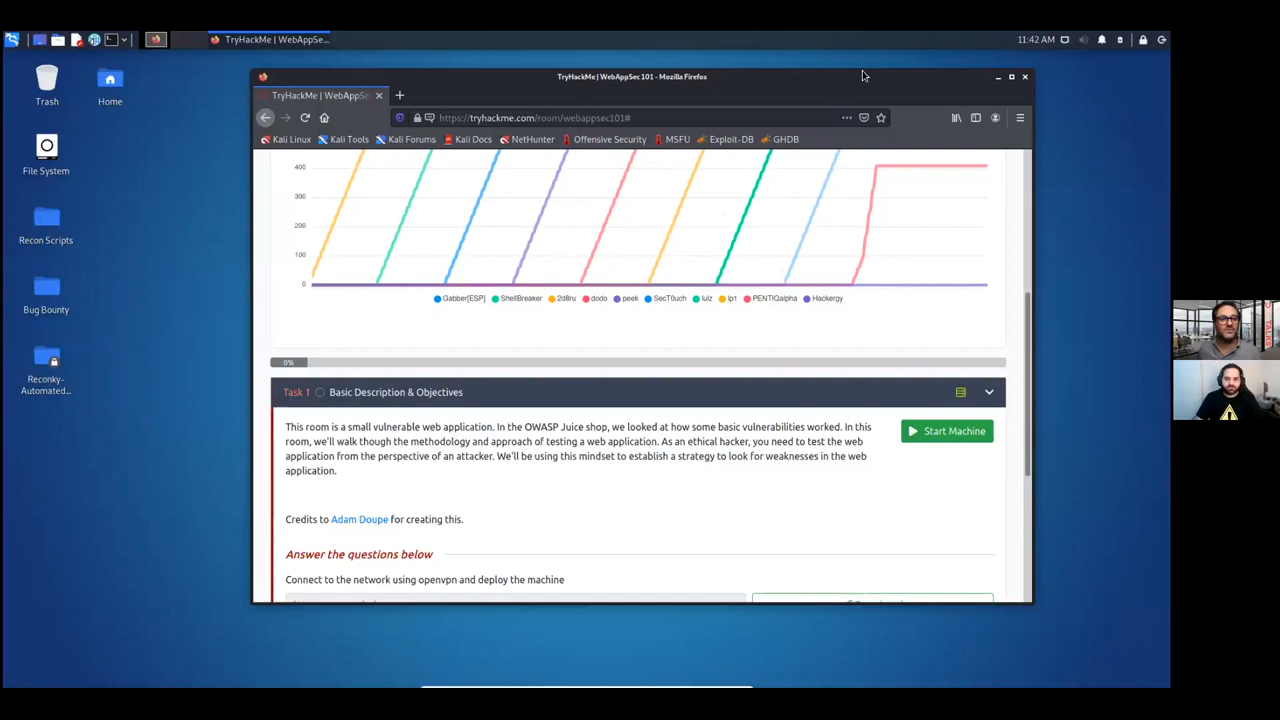 TryHackMe | WebAppSe...
11:42 AM
Trash
Home
File System
Recon Scripts
Bug Bounty
Reconky-
Automated...
TryHackMe | WebAppSec 101 - Mozilla Firefox
TryHackMe | WebAppSe
https://tryhackme.com/room/webappsec101#
Kali Linux
Kali Tools
Kali Forums
Kali Docs
NetHunter
Offensive Security
MSFU
Exploit-DB
GHDB
400
300
200
100
0
Gabber[ESP]
ShellBreaker
2d8ru
dodo
peek
SecT0uch
lulz
lp1
PENTIQalpha
Hackergy
0%
Task 1
Basic Description & Objectives
This room is a small vulnerable web application. In the OWASP Juice shop, we looked at how some basic vulnerabilities worked. In this
room, we'll walk though the methodology and approach of testing a web application. As an ethical hacker, you need to test the web
application from the perspective of an attacker. We'll be using this mindset to establish a strategy to look for weaknesses in the web
application.
Start Machine
Credits to Adam Doupe for creating this.
Answer the questions below
Connect to the network using openvpn and deploy the machine